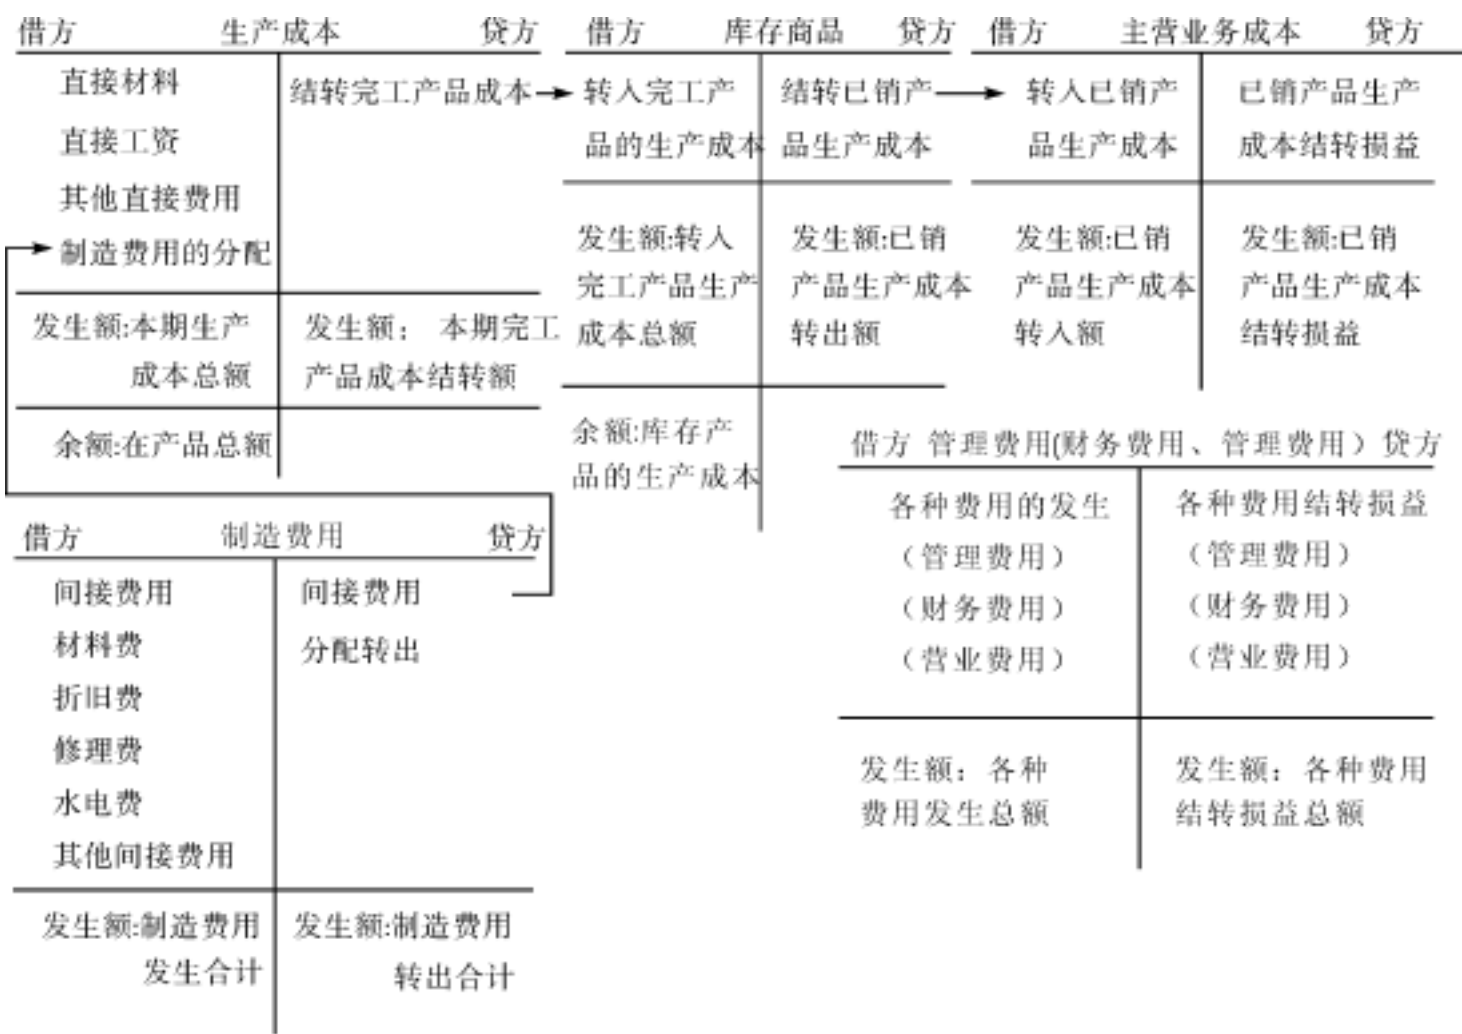 借方 生产成本 贷方
直接材料
直接工资
其他直接费用
制造费用的分配
结转完工产品成本
发生额:本期生产
成本总额
发生额： 本期完工
产品成本结转额
余额:在产品总额
借方 库存商品 贷方
转入完工产
品的生产成本
结转已销产
品生产成本
发生额:转入
完工产品生产
成本总额
发生额:已销
产品生产成本
转出额
余额:库存产
品的生产成本
借方 主营业务成本 贷方
转入已销产
品生产成本
已销产品生产
成本结转损益
发生额:已销
产品生产成本
转入额
发生额:已销
产品生产成本
结转损益
借方 制造费用 贷方
间接费用
材料费
折旧费
修理费
水电费
其他间接费用
间接费用
分配转出
发生额:制造费用
发生合计
发生额:制造费用
转出合计
借方 管理费用(财务费用、管理费用）贷方
各种费用的发生
（管理费用）
（财务费用）
（营业费用）
各种费用结转损益
（管理费用）
（财务费用）
（营业费用）
发生额：各种
费用发生总额
发生额：各种费用
结转损益总额